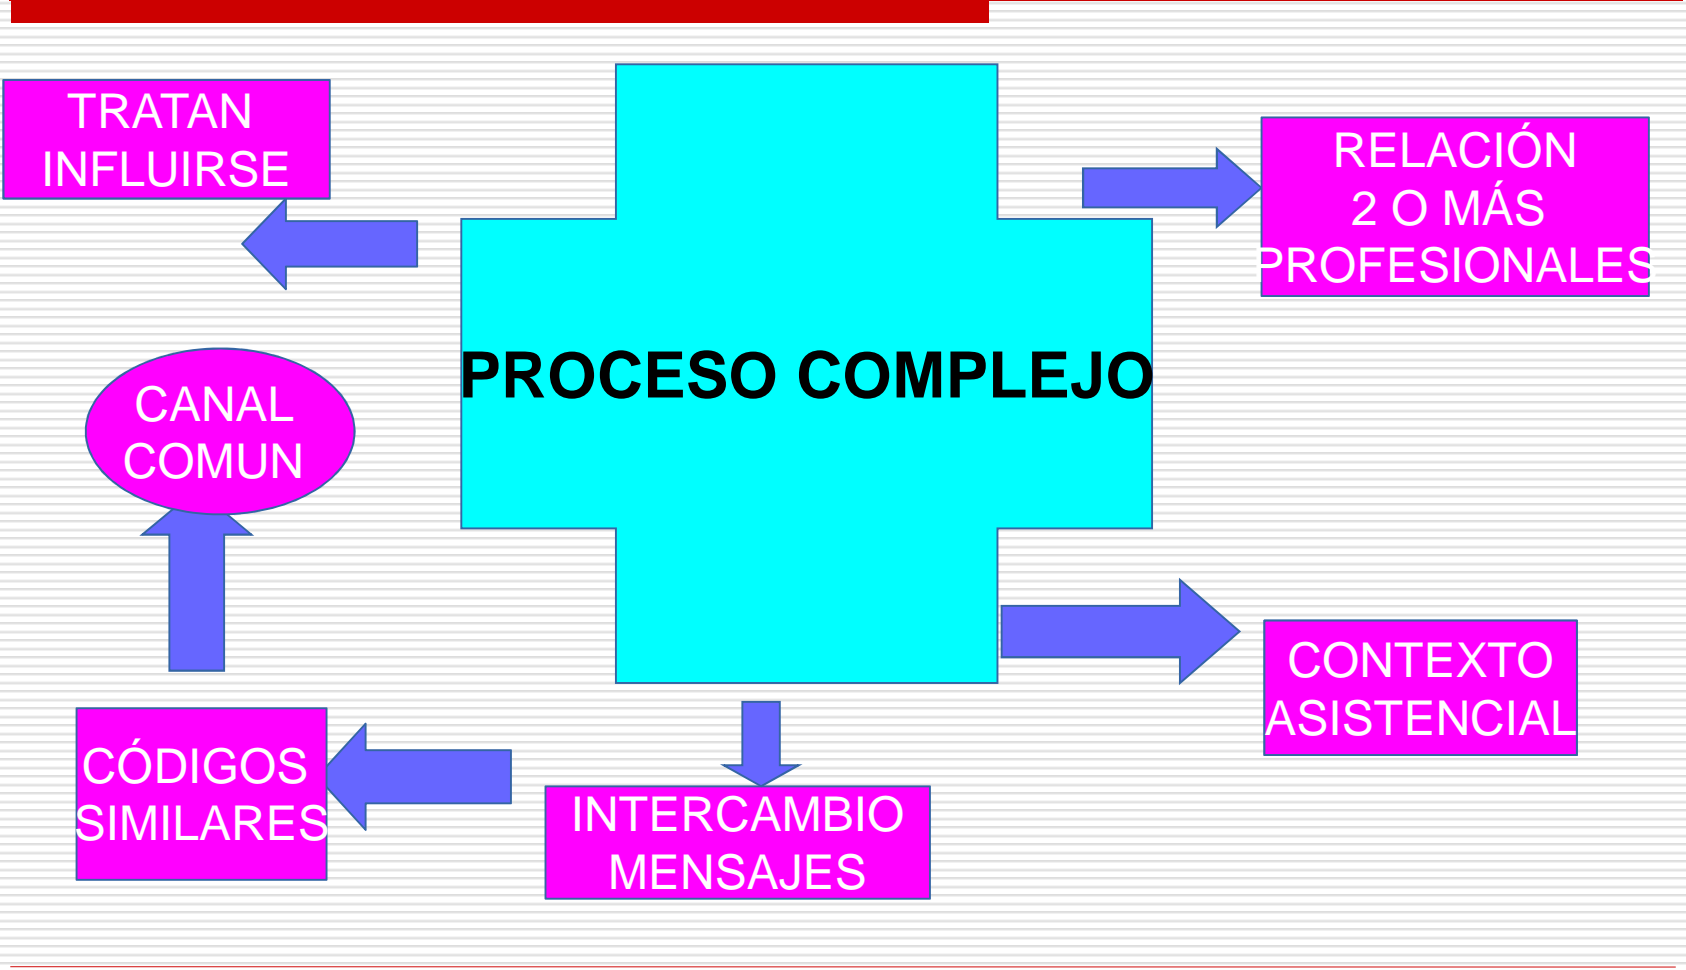 TRATAN
INFLUIRSE
RELACIÓN
2 O MÁS
PROFESIONALES
PROCESO COMPLEJO
CANAL
COMUN
CONTEXTO
ASISTENCIAL
CÓDIGOS
SIMILARES
INTERCAMBIO
MENSAJES